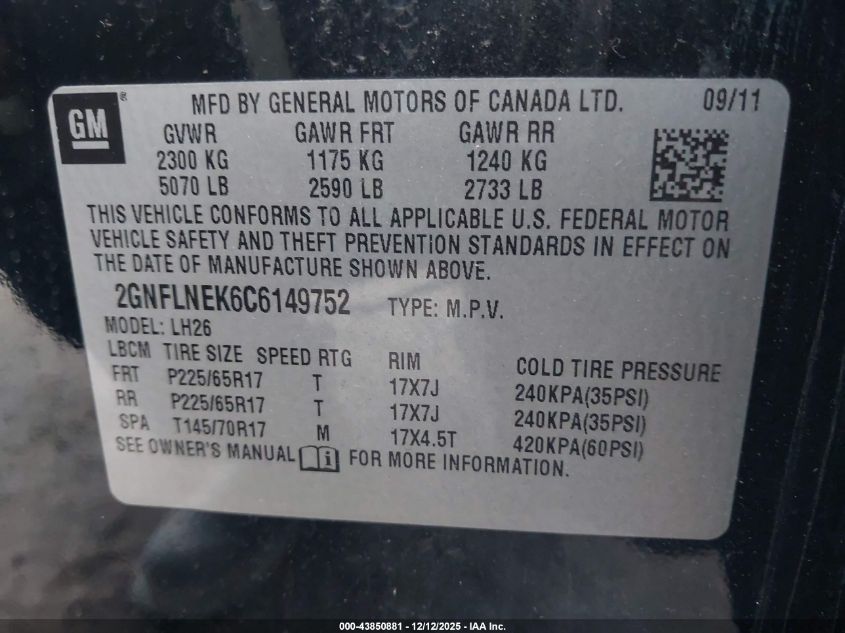 GM
®
MFD BY GENERAL MOTORS OF CANADA LTD. 09/11
GVWR GAWR FRT GAWR RR
2300 KG 1175 KG 1240 KG
5070 LB 2590 LB 2733 LB
THIS VEHICLE CONFORMS TO ALL APPLICABLE U.S. FEDERAL MOTOR
VEHICLE SAFETY AND THEFT PREVENTION STANDARDS IN EFFECT ON
THE DATE OF MANUFACTURE SHOWN ABOVE.
2GNFLNEK6C6149752 TYPE: M.P.V.
MODEL: LH26
LBCM TIRE SIZE SPEED RTG RIM COLD TIRE PRESSURE
FRT P225/65R17 T 17X7J 240KPA(35PSI)
RR P225/65R17 T 17X7J 240KPA(35PSI)
SPA T145/70R17 M 17X4.5T 420KPA(60PSI)
SEE OWNER'S MANUAL i FOR MORE INFORMATION.
000-43850881 - 12/12/2025 - IAA Inc.